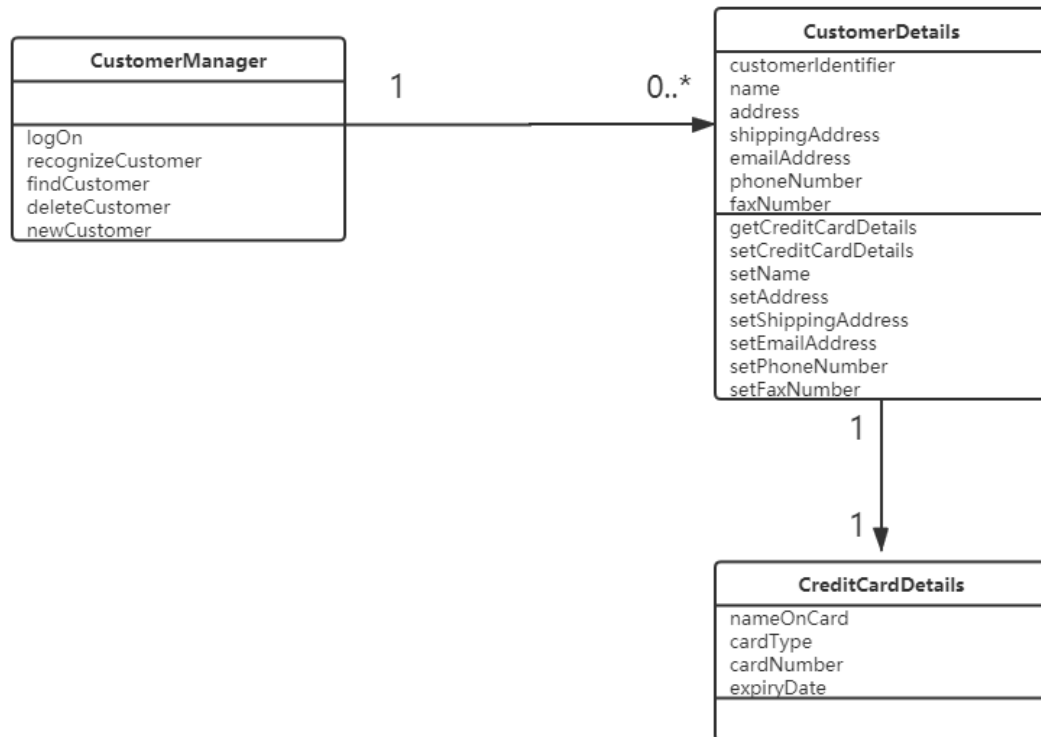 CustomerManager
logOn
recognizeCustomer
findCustomer
deleteCustomer
newCustomer
1
0..*
CustomerDetails
customerIdentifier
name
address
shippingAddress
emailAddress
phoneNumber
faxNumber
getCreditCardDetails
setCreditCardDetails
setName
setAddress
setShippingAddress
setEmailAddress
setPhoneNumber
setFaxNumber
1
1
CreditCardDetails
nameOnCard
cardType
cardNumber
expiryDate